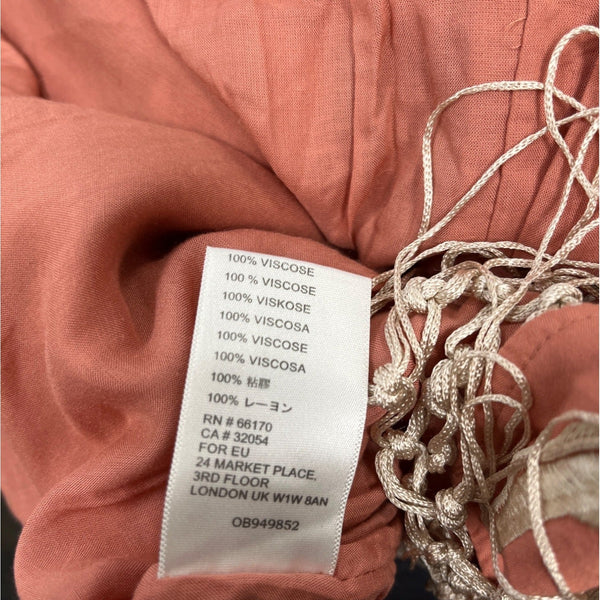 100% VISCOSE
100 % VISCOSE
100% VISKOSE
100% VISCOSA
100% VISCOSE
100% VISCOSA
100% 粘膠
100% レーヨン
RN # 66170
CA # 32054
FOR EU
24 MARKET PLACE,
3RD FLOOR
LONDON UK W1W 8AN
OB949852